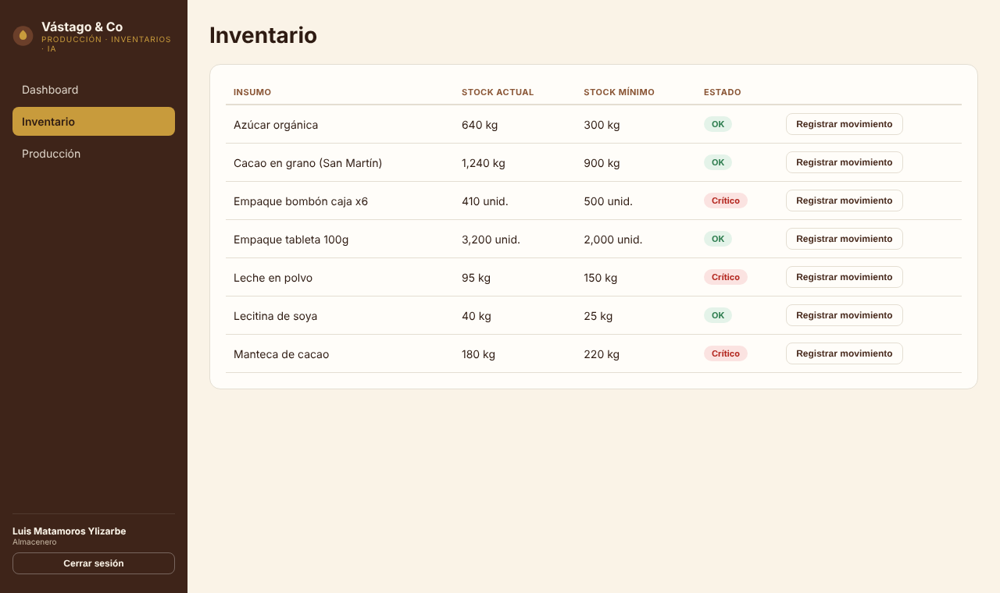 Vástago & Co
PRODUCCIÓN · INVENTARIOS
· IA
Dashboard
Inventario
Producción
Luis Matamoros Ylizarbe
Almacenero
Cerrar sesión
Inventario
INSUMO STOCK ACTUAL STOCK MÍNIMO ESTADO
Azúcar orgánica 640 kg 300 kg OK Registrar movimiento
Cacao en grano (San Martín) 1,240 kg 900 kg OK Registrar movimiento
Empaque bombón caja x6 410 unid. 500 unid. Crítico Registrar movimiento
Empaque tableta 100g 3,200 unid. 2,000 unid. OK Registrar movimiento
Leche en polvo 95 kg 150 kg Crítico Registrar movimiento
Lecitina de soya 40 kg 25 kg OK Registrar movimiento
Manteca de cacao 180 kg 220 kg Crítico Registrar movimiento